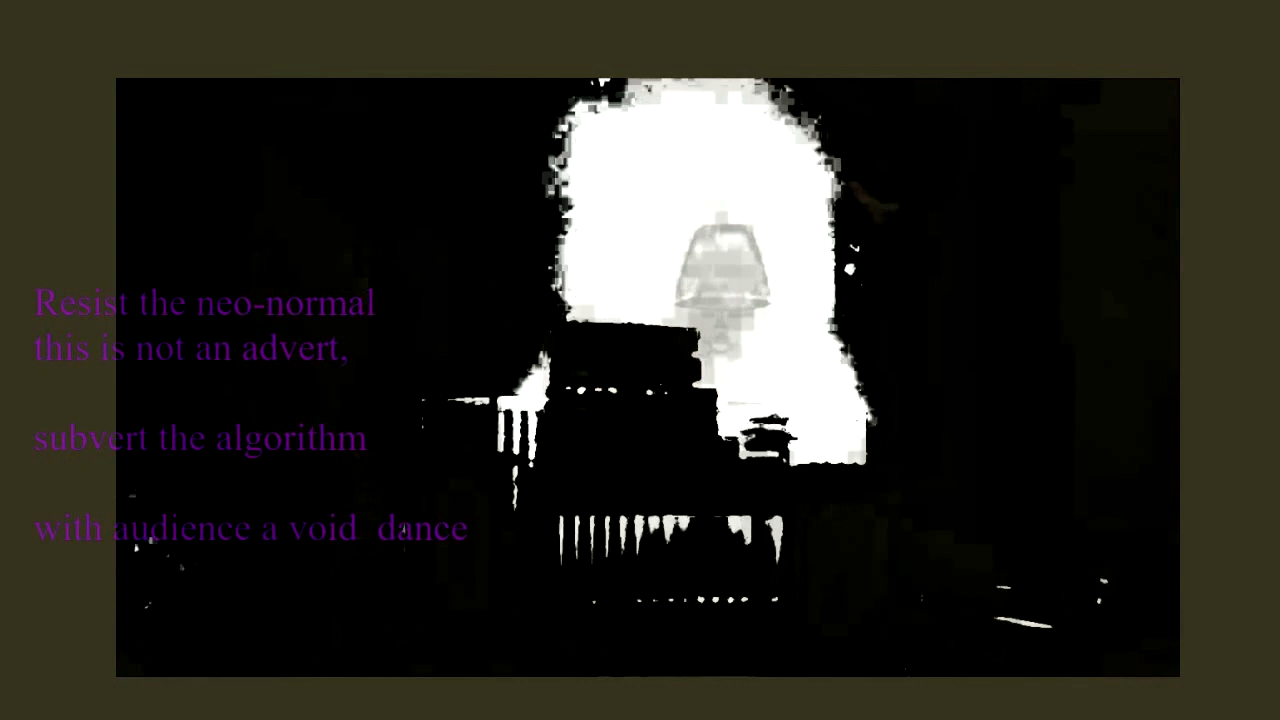 Resist the neo-normal
this is not an advert,
subvert the algorithm
with audience a void  dance